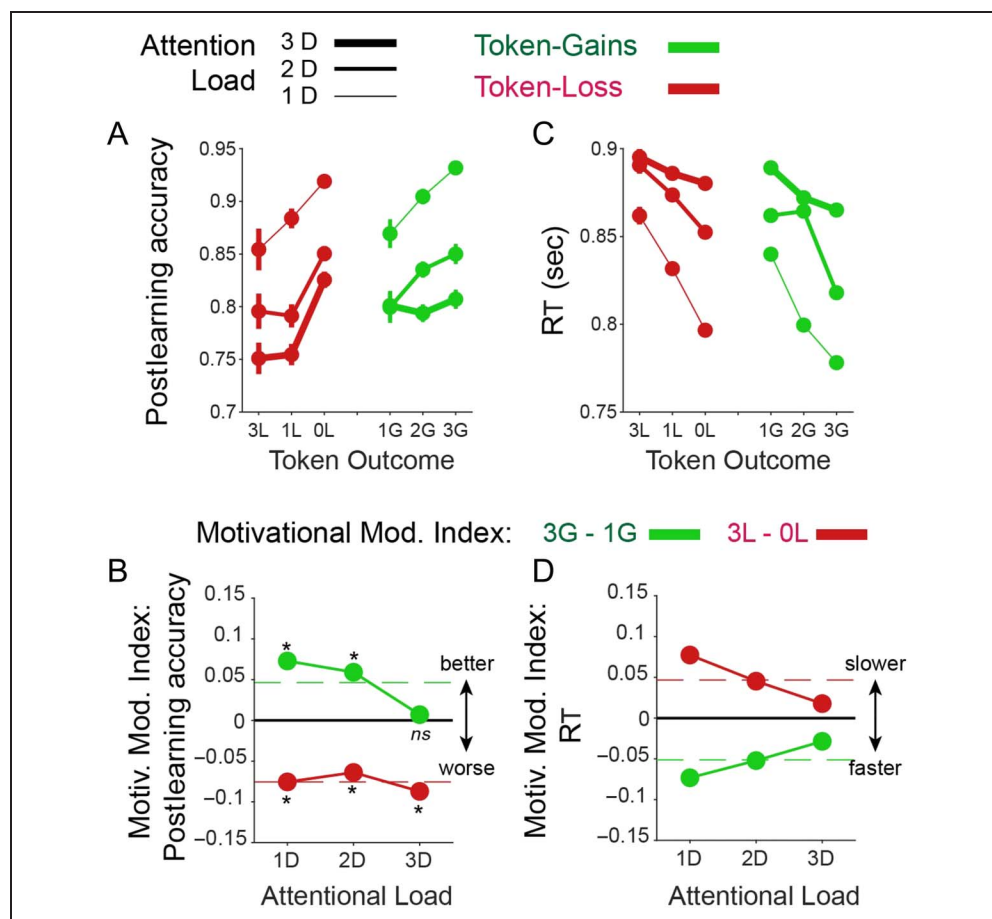 Attention Load
3 D
2 D
1 D
Token-Gains
Token-Loss
A
Postlearning accuracy
0.95
0.9
0.85
0.8
0.75
0.7
3L 1L 0L 1G 2G 3G
Token Outcome
C
RT (sec)
0.9
0.85
0.8
0.75
3L 1L 0L 1G 2G 3G
Token Outcome
Motivational Mod. Index: 3G - 1G 3L - 0L
B
Motiv. Mod. Index:
Postlearning accuracy
0.15
0.1
0.05
0
−0.05
−0.1
−0.15
* *
ns
* * *
better
worse
1D 2D 3D
Attentional Load
D
Motiv. Mod. Index:
RT
0.15
0.1
0.05
0
−0.05
−0.1
−0.15
slower
faster
1D 2D 3D
Attentional Load